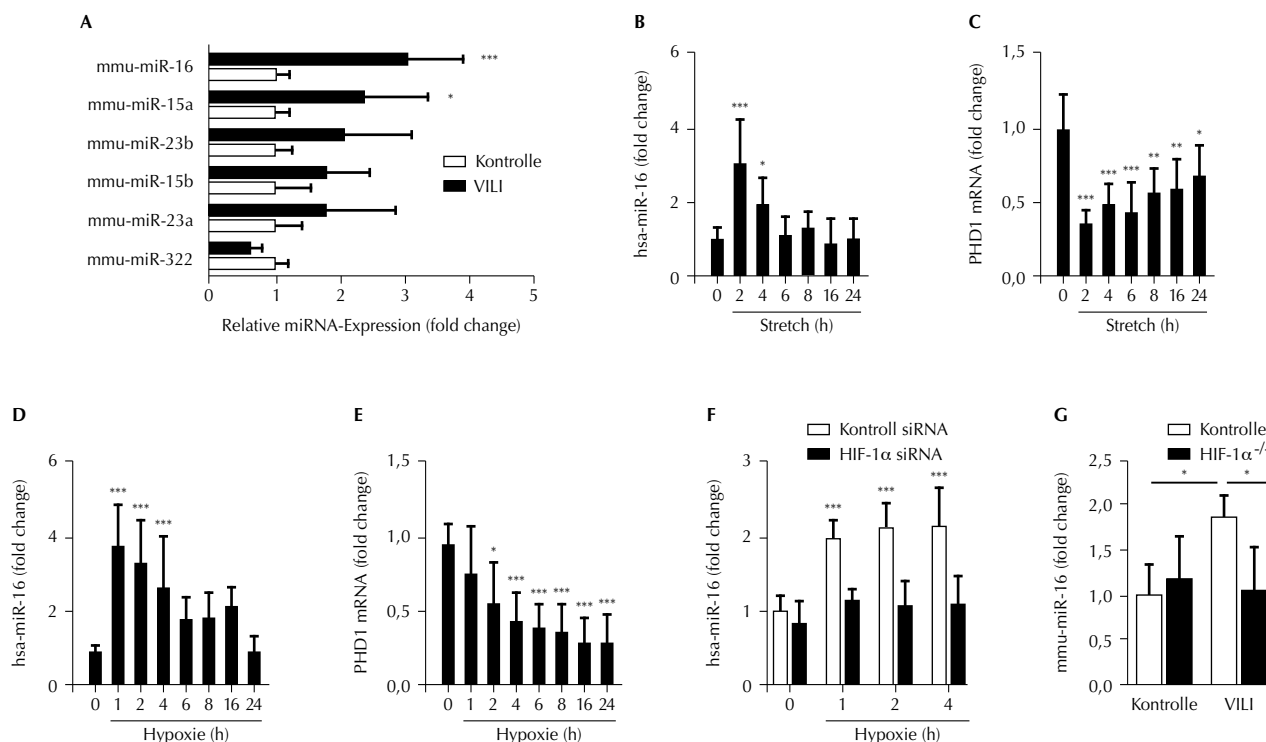 A
mmu-miR-16
***
mmu-miR-15a
*
mmu-miR-23b
mmu-miR-15b
mmu-miR-23a
mmu-miR-322
Kontrolle
VILI
0 1 2 3 4 5
Relative miRNA-Expression (fold change)
B
hsa-miR-16 (fold change)
6
4
2
0
***
*
0 2 4 6 8 16 24
Stretch (h)
C
PHD1 mRNA (fold change)
1,5
1,0
0,5
0,0
*** *** *** ** ** *
0 2 4 6 8 16 24
Stretch (h)
D
hsa-miR-16 (fold change)
6
4
2
0
*** *** ***
0 1 2 4 6 8 16 24
Hypoxie (h)
E
PHD1 mRNA (fold change)
1,5
1,0
0,5
0,0
* *** *** *** *** ***
0 1 2 4 6 8 16 24
Hypoxie (h)
F
Kontroll siRNA
HIF-1α siRNA
hsa-miR-16 (fold change)
3
2
1
0
*** *** ***
0 1 2 4
Hypoxie (h)
G
Kontrolle
HIF-1α-/-
mmu-miR-16 (fold change)
2,5
2,0
1,5
1,0
0,5
0,0
* *
Kontrolle VILI